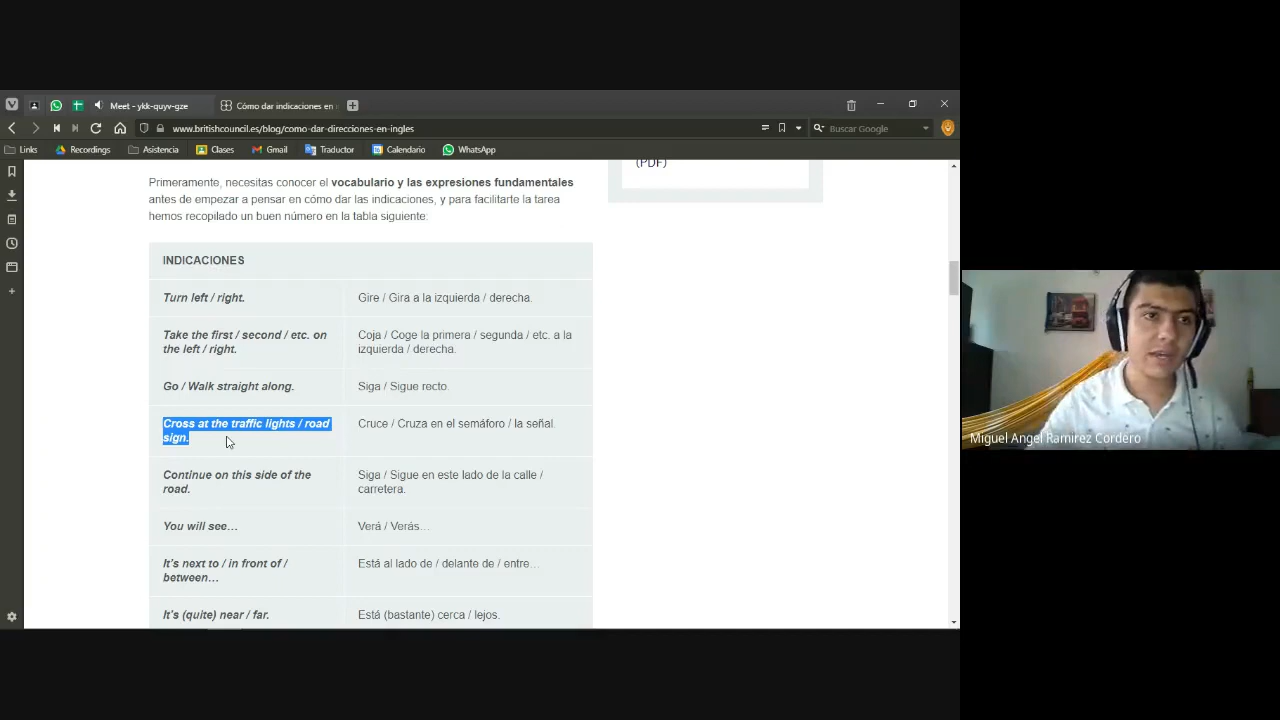 Meet - ykk-quyv-gze
Cómo dar indicaciones en i
www.britishcouncil.es/blog/como-dar-direcciones-en-ingles
Buscar Google
Links Recordings Asistencia Clases Gmail Traductor Calendario WhatsApp
(PDF)
Primeramente, necesitas conocer el vocabulario y las expresiones fundamentales
antes de empezar a pensar en cómo dar las indicaciones, y para facilitarte la tarea
hemos recopilado un buen número en la tabla siguiente:
INDICACIONES
Turn left / right.
Gire / Gira a la izquierda / derecha.
Take the first / second / etc. on
the left / right.
Coja / Coge la primera / segunda / etc. a la
izquierda / derecha.
Go / Walk straight along.
Siga / Sigue recto.
Cross at the traffic lights / road
sign.
Cruce / Cruza en el semáforo / la señal.
Continue on this side of the
road.
Siga / Sigue en este lado de la calle /
carretera.
You will see…
Verá / Verás…
It's next to / in front of /
between…
Está al lado de / delante de / entre…
It's (quite) near / far.
Está (bastante) cerca / lejos.
Miguel Angel Ramirez Cordero